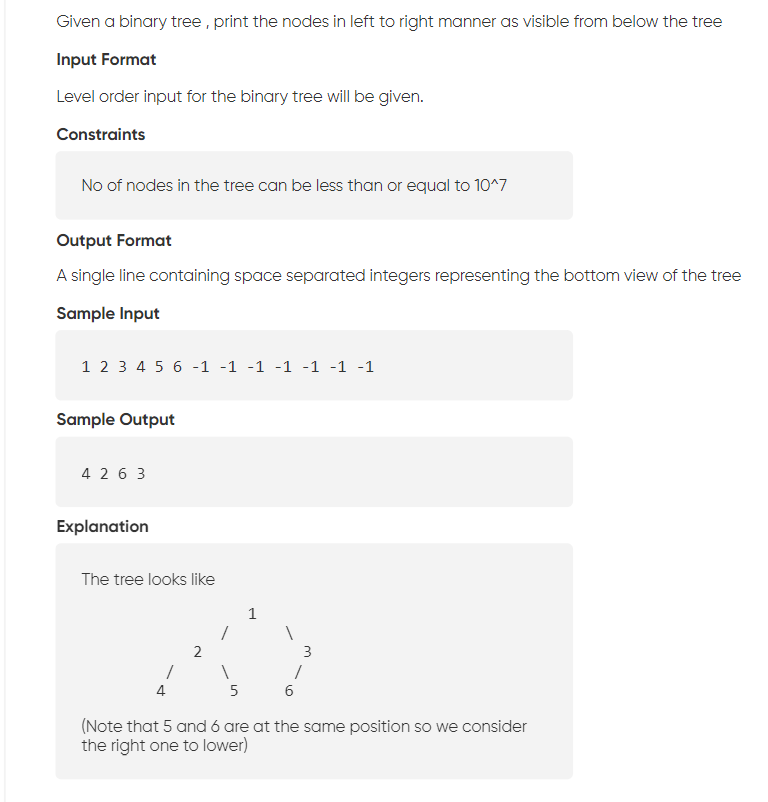 Given a binary tree , print the nodes in left to right manner as visible from below the tree
Input Format
Level order input for the binary tree will be given.
Constraints
No of nodes in the tree can be less than or equal to 10^7
Output Format
A single line containing space separated integers representing the bottom view of the tree
Sample Input
1 2 3 4 5 6 -1 -1 -1 -1 -1 -1 -1
Sample Output
4 2 6 3
Explanation
The tree looks like
1
/ \
2 3
/ \ /
4 5 6
(Note that 5 and 6 are at the same position so we consider
the right one to lower)